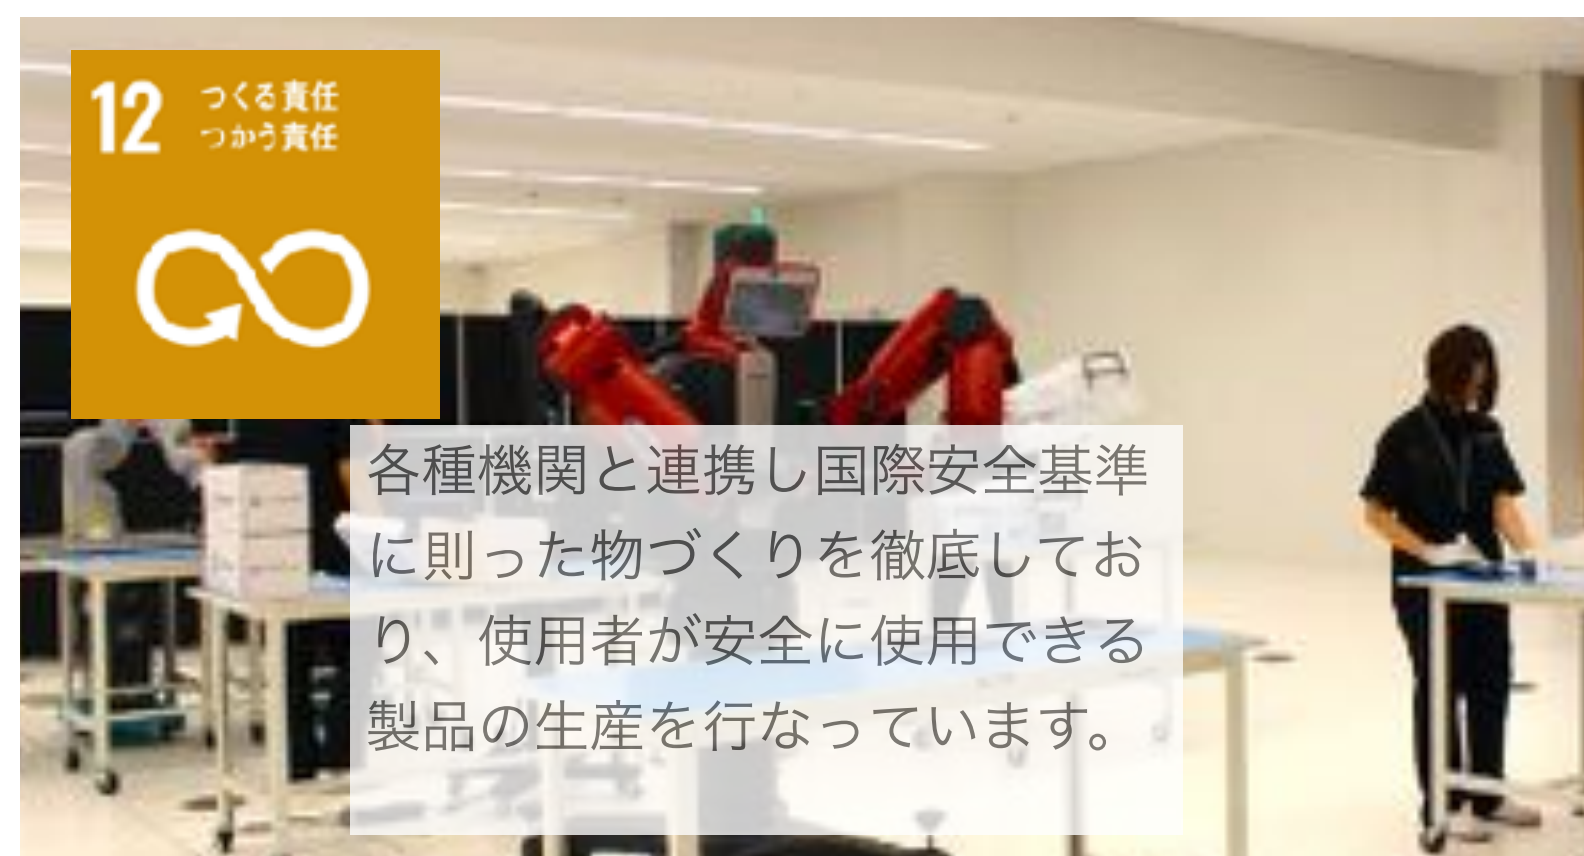 12
つくる責任
つかう責任
各種機関と連携し国際安全基準
に則った物づくりを徹底してお
り、使用者が安全に使用できる
製品の生産を行なっています。